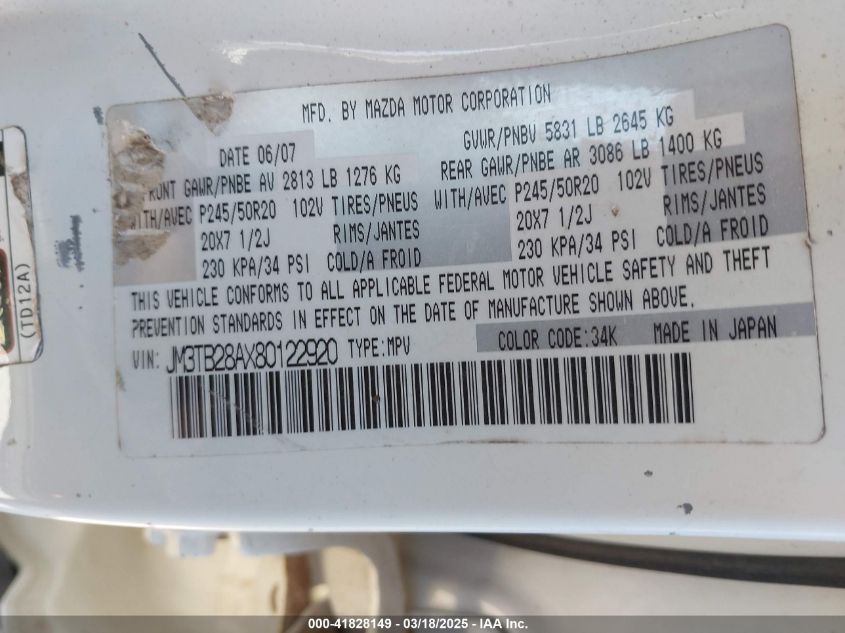 MFD. BY MAZDA MOTOR CORPORATION
DATE 06/07 GVWR/PNBV 5831 LB 2645 KG
FRONT GAWR/PNBE AV 2813 LB 1276 KG REAR GAWR/PNBE AR 3086 LB 1400 KG
WITH/AVEC P245/50R20 102V TIRES/PNEUS WITH/AVEC P245/50R20 102V TIRES/PNEUS
20X7 1/2J RIMS/JANTES 20X7 1/2J RIMS/JANTES
230 KPA/34 PSI COLD/A FROID 230 KPA/34 PSI COLD/A FROID
THIS VEHICLE CONFORMS TO ALL APPLICABLE FEDERAL MOTOR VEHICLE SAFETY AND THEFT
PREVENTION STANDARDS IN EFFECT ON THE DATE OF MANUFACTURE SHOWN ABOVE.
VIN: JM3TB28AX80122920 TYPE:MPV COLOR CODE:34K MADE IN JAPAN
(TD12A)
000-41828149 - 03/18/2025 - IAA Inc.